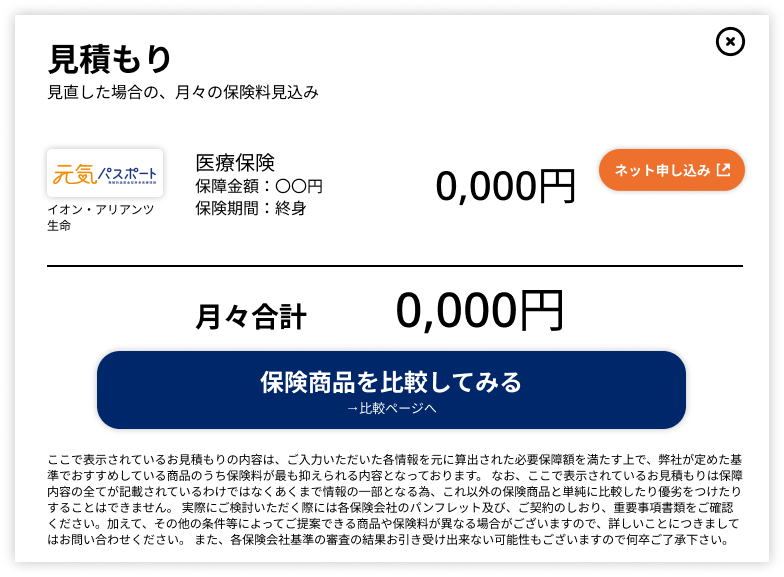 見積もり
見直した場合の、月々の保険料見込み
元気パスポート
イオン・アリアンツ
生命
医療保険
保障金額：〇〇円
保険期間：終身
0,000円
ネット申し込み
月々合計
0,000円
保険商品を比較してみる
→比較ページへ
ここで表示されているお見積もりの内容は、ご入力いただいた各情報を元に算出された必要保障額を満たす上で、弊社が定めた基
準でおすすめしている商品のうち保険料が最も抑えられる内容となっております。 なお、ここで表示されているお見積もりは保障
内容の全てが記載されているわけではなくあくまで情報の一部となる為、これ以外の保険商品と単純に比較したり優劣をつけたり
することはできません。 実際にご検討いただく際には各保険会社のパンフレット及び、ご契約のしおり、重要事項書類をご確認
ください。加えて、その他の条件等によってご提案できる商品や保険料が異なる場合がございますので、詳しいことにつきまして
はお問い合わせください。 また、各保険会社基準の審査の結果お引き受け出来ない可能性もございますので何卒ご了承下さい。